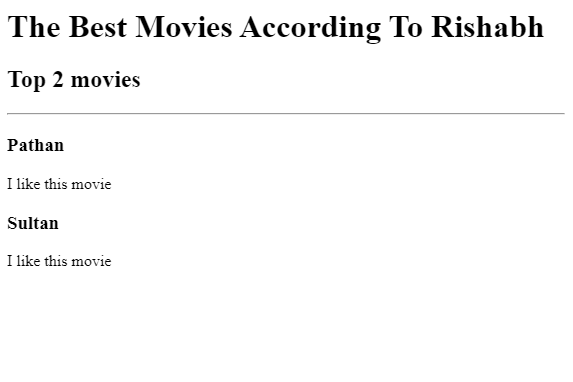 The Best Movies According To Rishabh
Top 2 movies
Pathan
I like this movie
Sultan
I like this movie